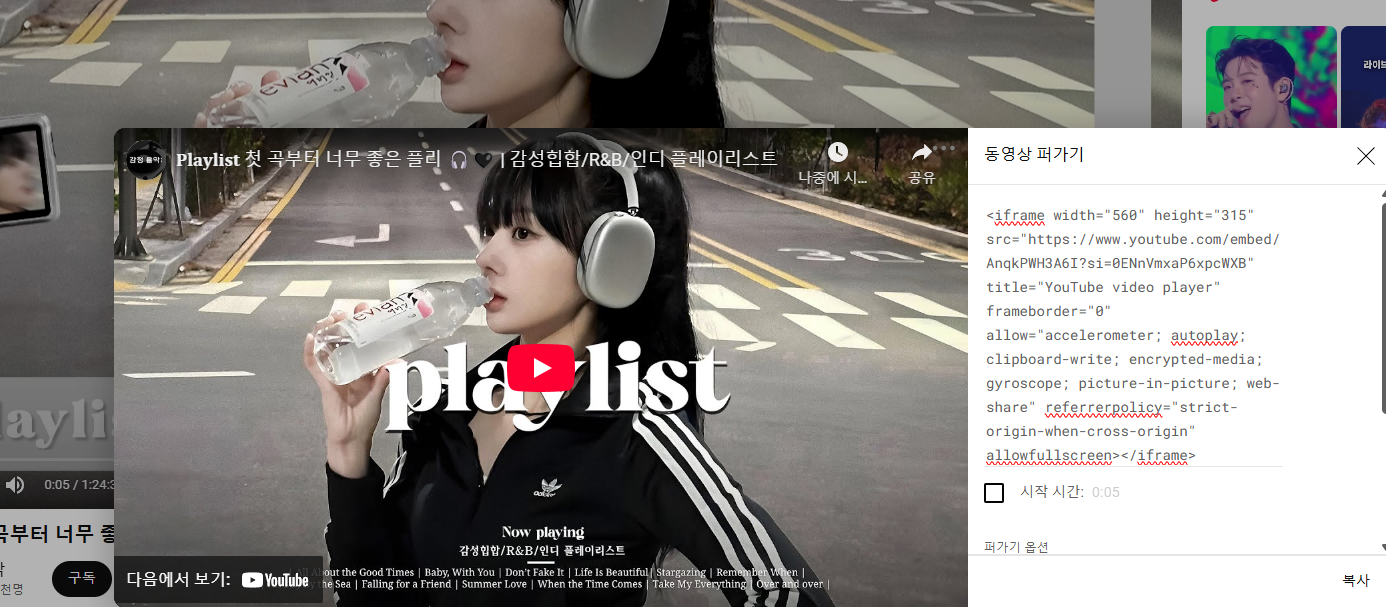 evian
라이브
감정 음악
Playlist 첫 곡부터 너무 좋은 플리 🎧🖤 | 감성힙합/R&B/인디 플레이리스트
나중에 시...
공유
동영상 퍼가기
<iframe width="560" height="315"
src="https://www.youtube.com/embed/
AnqkPWH3A6I?si=0ENnVmxaP6xpcWXB"
title="YouTube video player"
frameborder="0"
allow="accelerometer; autoplay;
clipboard-write; encrypted-media;
gyroscope; picture-in-picture; web-
share" referrerpolicy="strict-
origin-when-cross-origin"
allowfullscreen></iframe>
시작 시간: 0:05
퍼가기 옵션
복사
evian
playlist
adidas
Now playing
감성힙합/R&B/인디 플레이리스트
About the Good Times | Baby, With You | Don't Fake It | Life Is Beautiful | Stargazing | Remember When |
the Sea | Falling for a Friend | Summer Love | When the Time Comes | Take My Everything | Over and over |
다음에서 보기: YouTube
0:05 / 1:24:3
곡부터 너무 좋
구독
천명